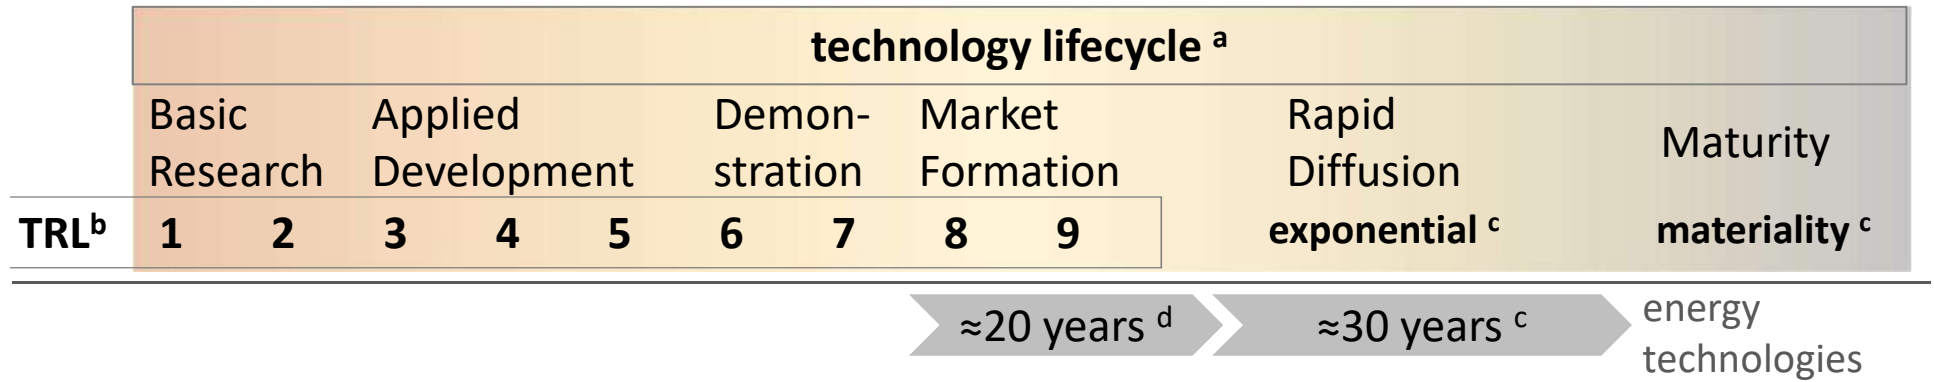 technology lifecycle a
Basic Research
Applied Development
Demon-
stration
Market Formation
Rapid Diffusion
Maturity
TRL b 1 2 3 4 5 6 7 8 9 exponential c materiality c
≈20 years d
≈30 years c
energy
technologies